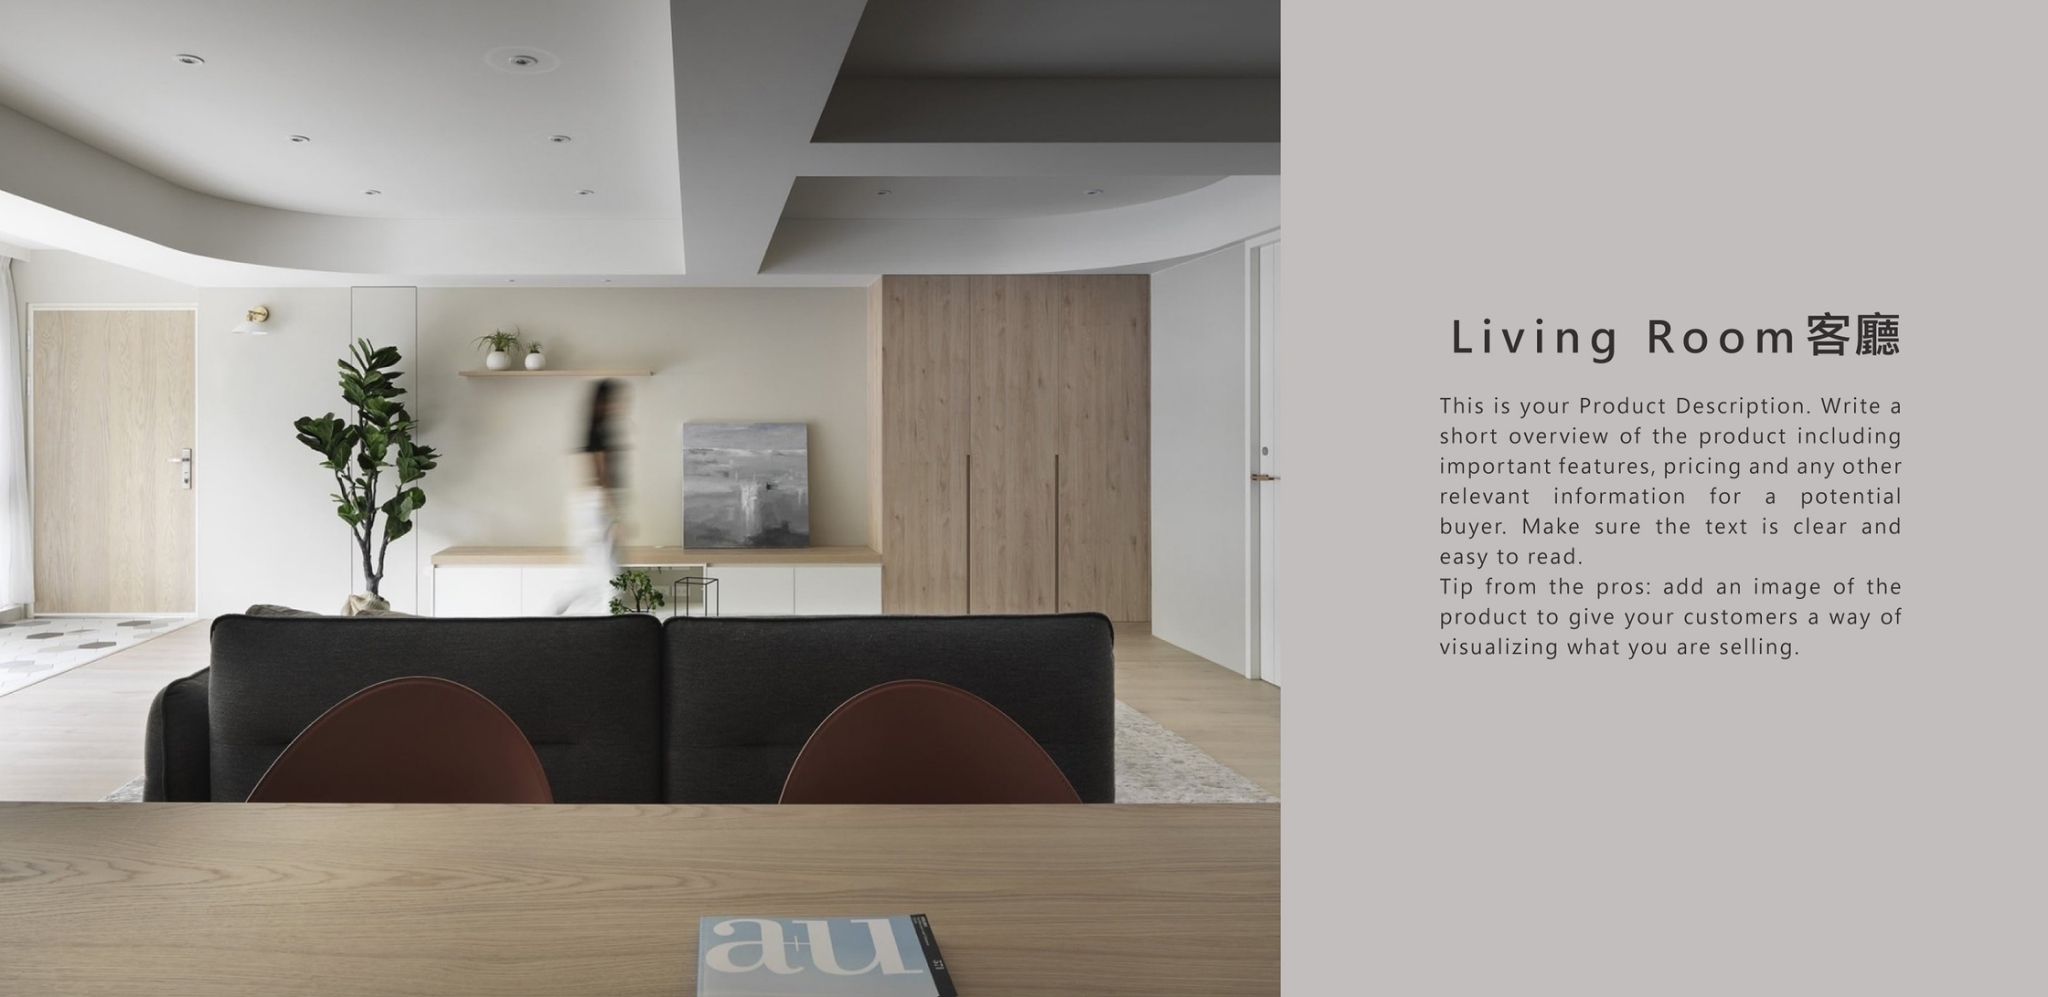 Living Room客廳
This is your Product Description. Write a
short overview of the product including
important features, pricing and any other
relevant information for a potential
buyer. Make sure the text is clear and
easy to read.
Tip from the pros: add an image of the
product to give your customers a way of
visualizing what you are selling.
a+u